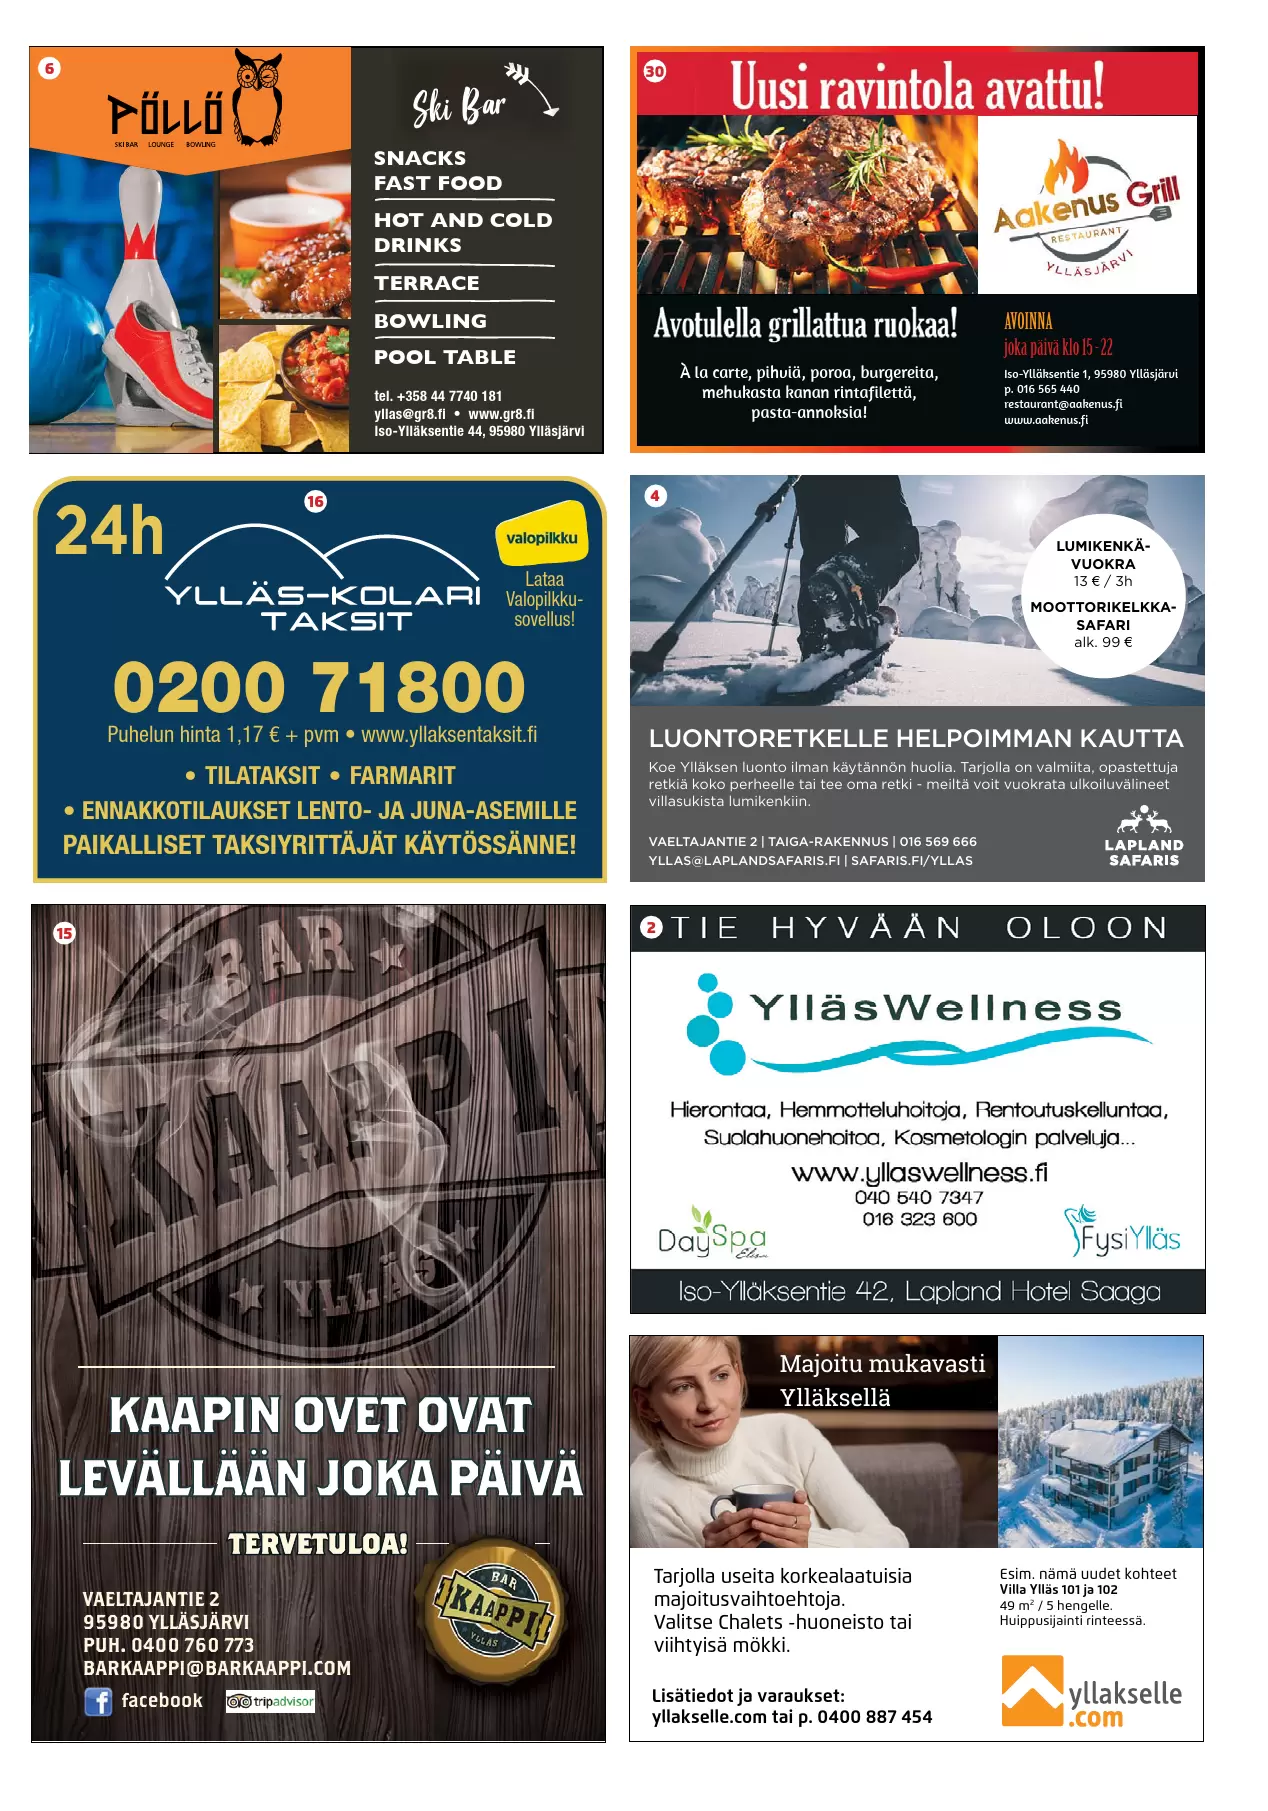 6
PÖLLÖ
SKI BAR LOUNGE BOWLING
Ski Bar
SNACKS
FAST FOOD
HOT AND COLD
DRINKS
TERRACE
BOWLING
POOL TABLE
tel. +358 44 7740 181
yllas@gr8.fi • www.gr8.fi
Iso-Ylläksentie 44, 95980 Ylläsjärvi
30
Uusi ravintola avattu!
Aakenus Grill
RESTAURANT
YLLÄSJÄRVI
Avotulella grillattua ruokaa!
À la carte, pihviä, poroa, burgereita,
mehukasta kanan rintafilettä,
pasta-annoksia!
AVOINNA
joka päivä klo 15-22
Iso-Ylläksentie 1, 95980 Ylläsjärvi
p. 016 565 440
restaurant@aakenus.fi
www.aakenus.fi
16
24h
YLLÄS-KOLARI
TAKSIT
valopilkku
Lataa
Valopilkku-
sovellus!
0200 71800
Puhelun hinta 1,17 € + pvm • www.yllaksentaksit.fi
• TILATAKSIT • FARMARIT
• ENNAKKOTILAUKSET LENTO- JA JUNA-ASEMILLE
PAIKALLISET TAKSIYRITTÄJÄT KÄYTÖSSÄNNE!
4
LUMIKENKÄ-
VUOKRA
13 € / 3h
MOOTTORIKELKKA-
SAFARI
alk. 99 €
LUONTORETKELLE HELPOIMMAN KAUTTA
Koe Ylläksen luonto ilman käytännön huolia. Tarjolla on valmiita, opastettuja
retkiä koko perheelle tai tee oma retki - meiltä voit vuokrata ulkoiluvälineet
villasukista lumikenkiin.
VAELTAJANTIE 2 | TAIGA-RAKENNUS | 016 569 666
YLLAS@LAPLANDSAFARIS.FI | SAFARIS.FI/YLLAS
LAPLAND
SAFARIS
15
BAR
KAAPPI
YLLÄS
KAAPIN OVET OVAT
LEVÄLLÄÄN JOKA PÄIVÄ
TERVETULOA!
VAELTAJANTIE 2
95980 YLLÄSJÄRVI
PUH. 0400 760 773
BARKAAPPI@BARKAAPPI.COM
facebook
tripadvisor
BAR
KAAPPI
YLLÄS
2
TIE HYVÄÄN OLOON
YlläsWellness
Hierontaa, Hemmotteluhoitoja, Rentoutuskelluntaa,
Suolahuonehoitoa, Kosmetologin palveluja...
www.yllaswellness.fi
040 540 7347
016 323 600
DaySpa
Elisa
FysiYlläs
Iso-Ylläksentie 42, Lapland Hotel Saaga
Majoitu mukavasti
Ylläksellä
Tarjolla useita korkealaatuisia
majoitusvaihtoehtoja.
Valitse Chalets -huoneisto tai
viihtyisä mökki.
Lisätiedot ja varaukset:
yllakselle.com tai p. 0400 887 454
Esim. nämä uudet kohteet
Villa Ylläs 101 ja 102
49 m² / 5 hengelle.
Huippusijainti rinteessä.
yllakselle
.com